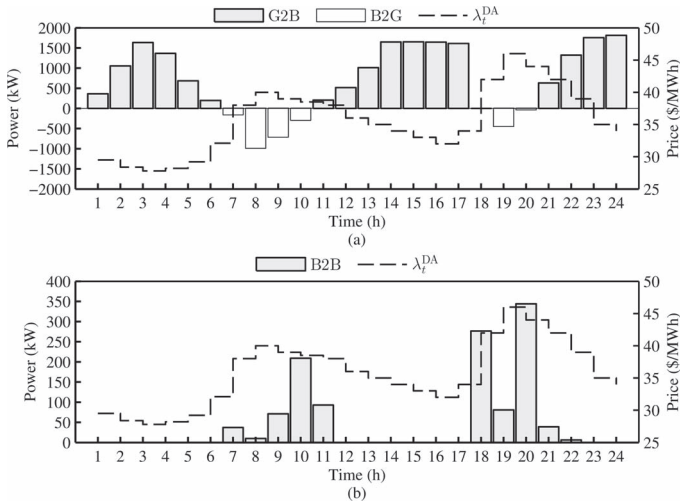 G2B B2G λₜᴰᴬ
2000 50
1500 45
1000
500 40
0
−500 35
−1000 30
−1500
−2000 25
Power (kW)
Price ($/MWh)
1 2 3 4 5 6 7 8 9 10 11 12 13 14 15 16 17 18 19 20 21 22 23 24
Time (h)
(a)
B2B λₜᴰᴬ
400 50
350
300 45
250 40
200
150 35
100 30
50
0 25
Power (kW)
Price ($/MWh)
1 2 3 4 5 6 7 8 9 10 11 12 13 14 15 16 17 18 19 20 21 22 23 24
Time (h)
(b)